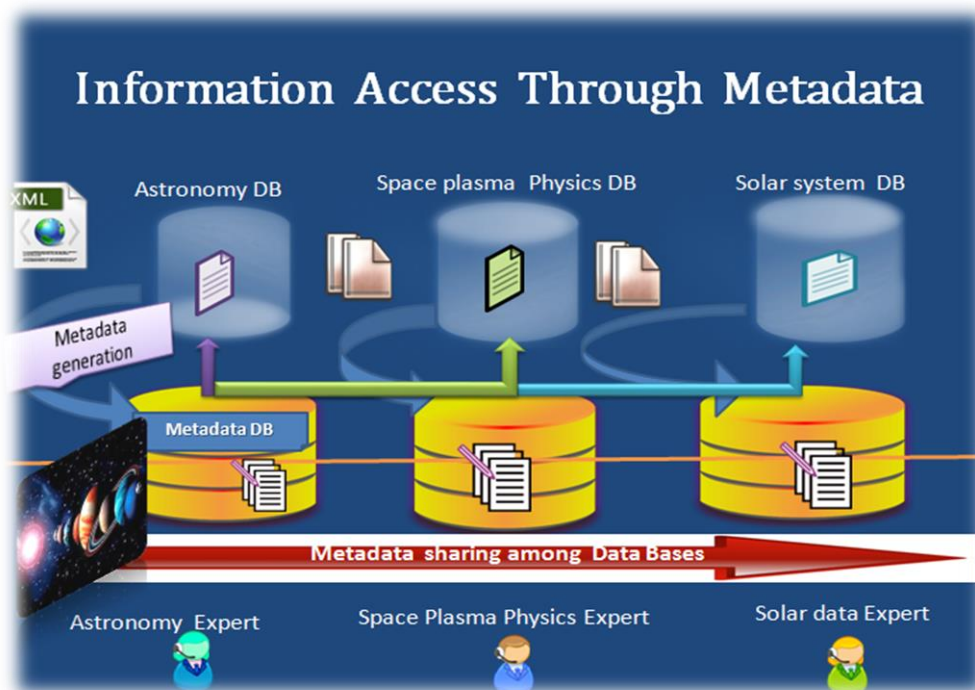 Information Access Through Metadata
XML
Astronomy DB
Space plasma Physics DB
Solar system DB
Metadata
generation
Metadata DB
Metadata sharing among Data Bases
Astronomy Expert
Space Plasma Physics Expert
Solar data Expert